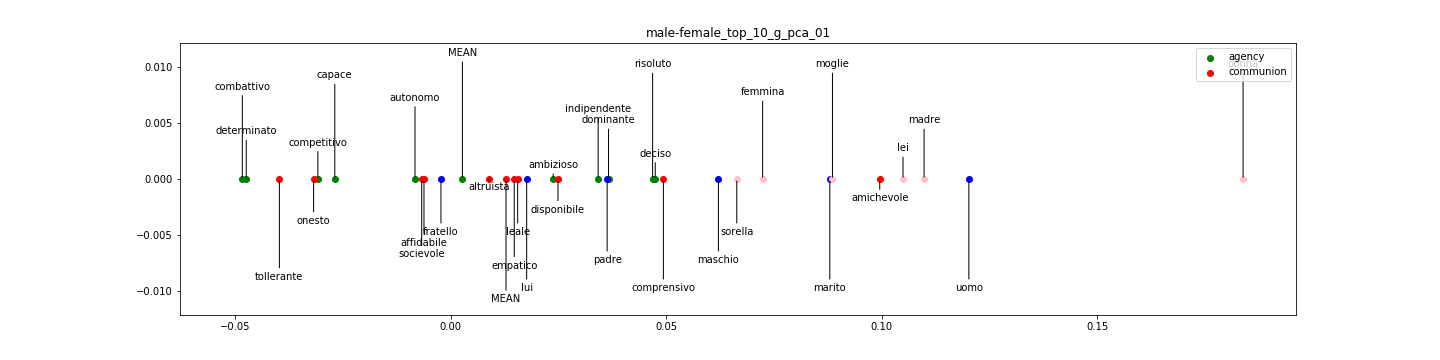 male-female_top_10_g_pca_01
MEAN
risoluto
moglie
agency
communion
capace
combattivo
autonomo
femmina
indipendente
dominante
determinato
madre
competitivo
lei
deciso
ambizioso
altruista
onesto
disponibile
amichevole
fratello
leale
sorella
affidabile
socievole
empatico
padre
maschio
tollerante
MEAN
lui
comprensivo
marito
uomo
0.010
0.005
0.000
−0.005
−0.010
−0.05
0.00
0.05
0.10
0.15